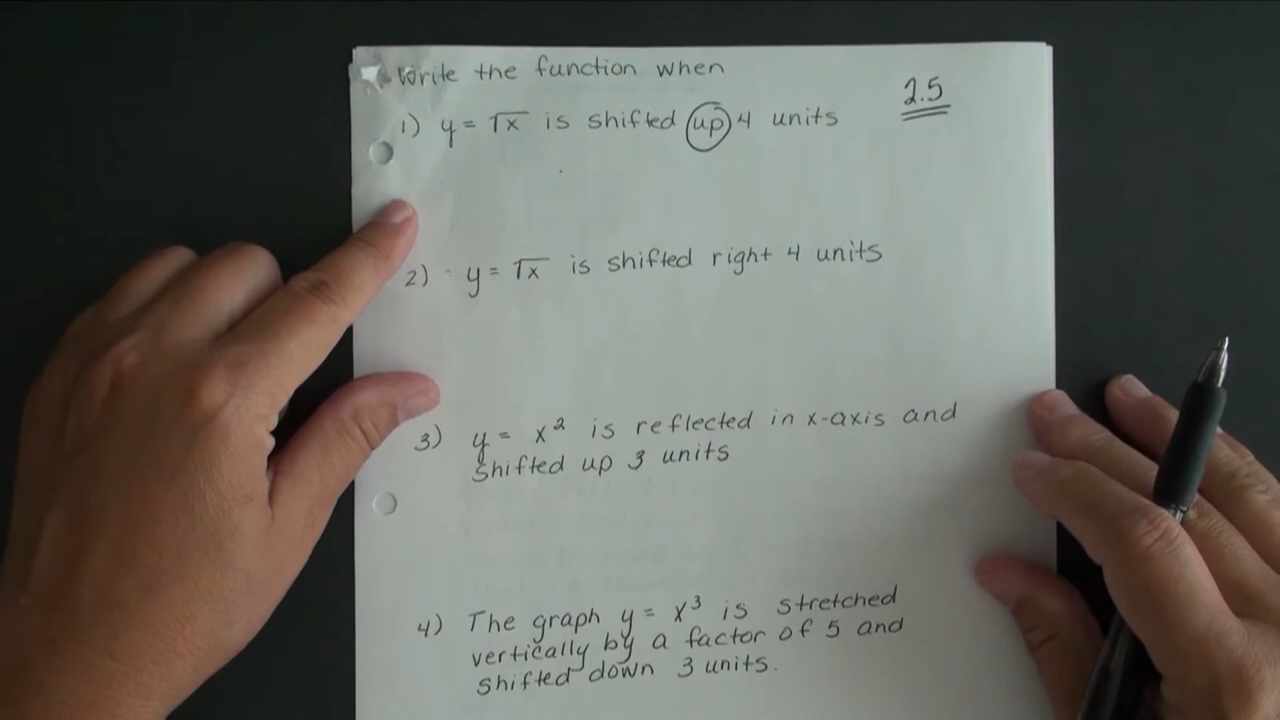 Write the function when
2.5
1) y = √x is shifted up 4 units
2) y = √x is shifted right 4 units
3) y = x² is reflected in x-axis and
shifted up 3 units
4) The graph y = x³ is stretched
vertically by a factor of 5 and
shifted down 3 units.